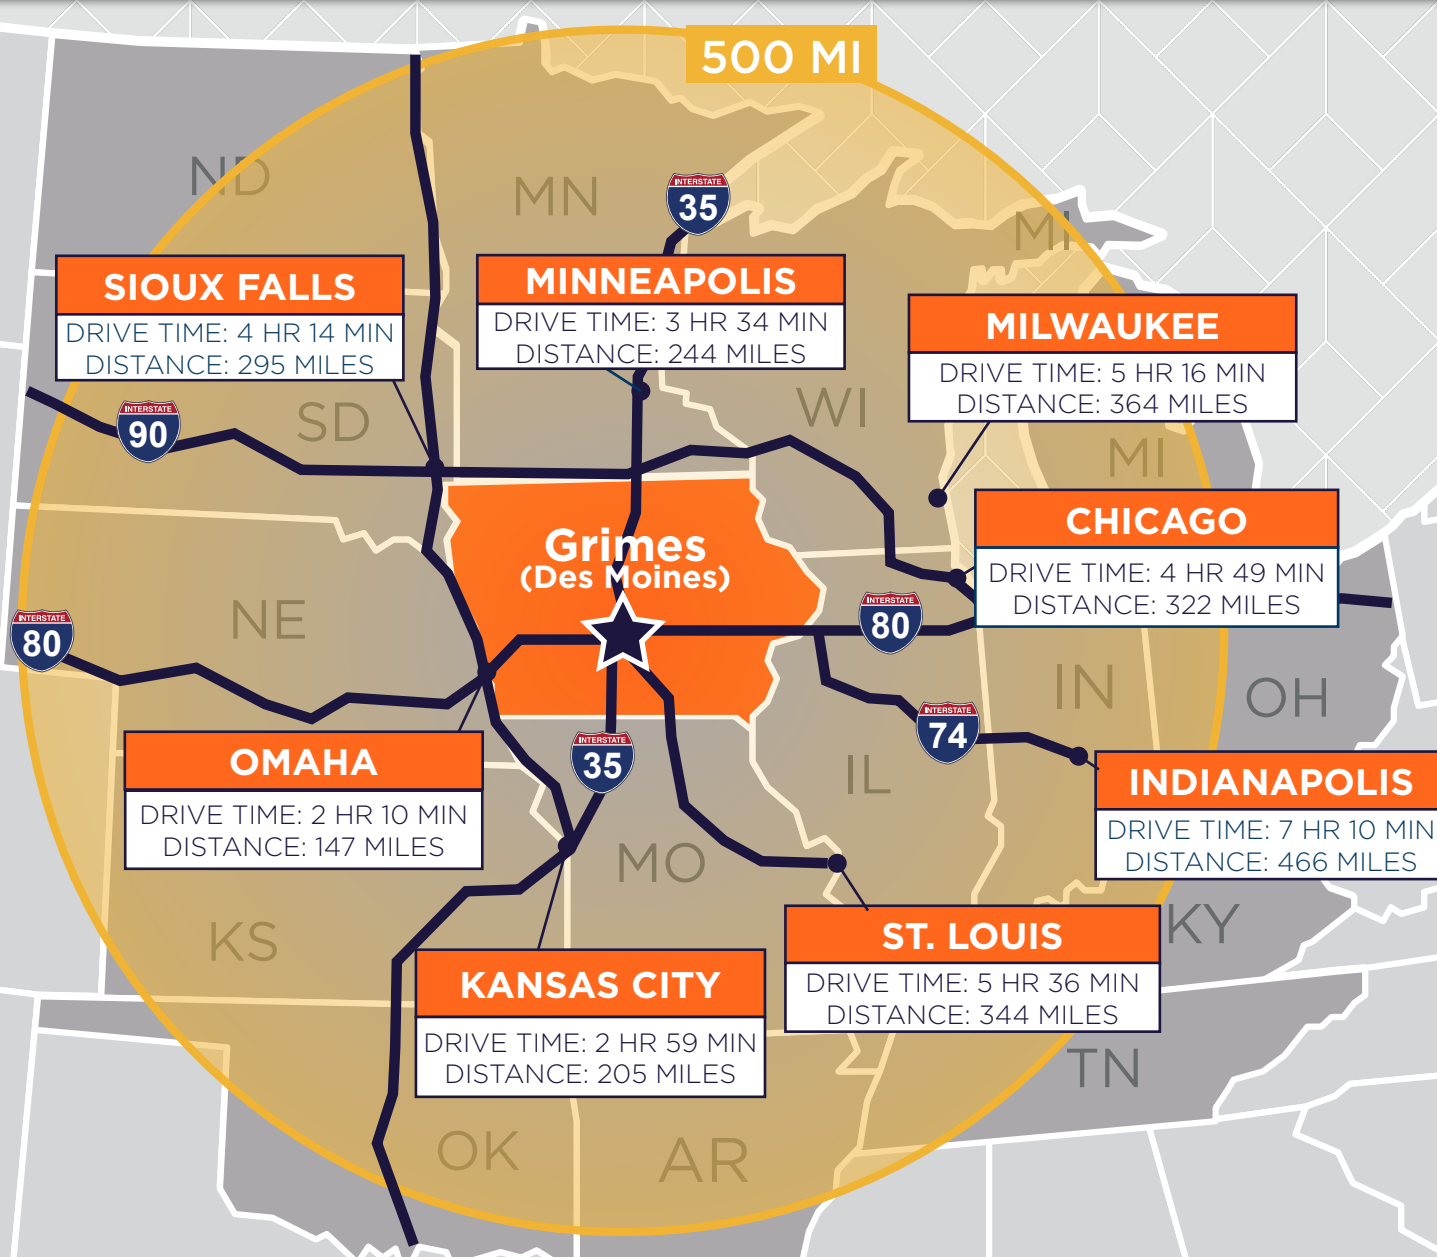 500 MI
ND
MN
INTERSTATE
35
MI
SIOUX FALLS
DRIVE TIME: 4 HR 14 MIN
DISTANCE: 295 MILES
MINNEAPOLIS
DRIVE TIME: 3 HR 34 MIN
DISTANCE: 244 MILES
MILWAUKEE
DRIVE TIME: 5 HR 16 MIN
DISTANCE: 364 MILES
INTERSTATE
90
SD
WI
MI
CHICAGO
DRIVE TIME: 4 HR 49 MIN
DISTANCE: 322 MILES
Grimes
(Des Moines)
INTERSTATE
80
NE
INTERSTATE
80
IN
OH
INTERSTATE
74
OMAHA
DRIVE TIME: 2 HR 10 MIN
DISTANCE: 147 MILES
INTERSTATE
35
IL
INDIANAPOLIS
DRIVE TIME: 7 HR 10 MIN
DISTANCE: 466 MILES
MO
KS
KY
ST. LOUIS
DRIVE TIME: 5 HR 36 MIN
DISTANCE: 344 MILES
KANSAS CITY
DRIVE TIME: 2 HR 59 MIN
DISTANCE: 205 MILES
TN
OK
AR